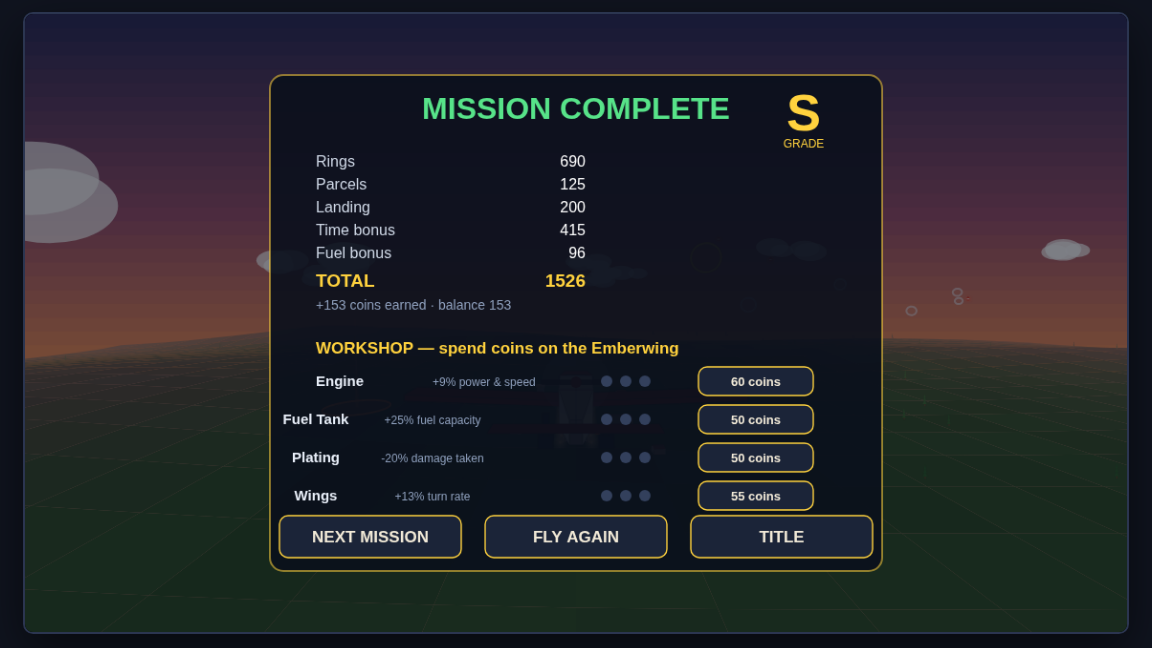 MISSION COMPLETE
S
GRADE
Rings 690
Parcels 125
Landing 200
Time bonus 415
Fuel bonus 96
TOTAL 1526
+153 coins earned · balance 153
WORKSHOP — spend coins on the Emberwing
Engine +9% power & speed 60 coins
Fuel Tank +25% fuel capacity 50 coins
Plating -20% damage taken 50 coins
Wings +13% turn rate 55 coins
NEXT MISSION FLY AGAIN TITLE